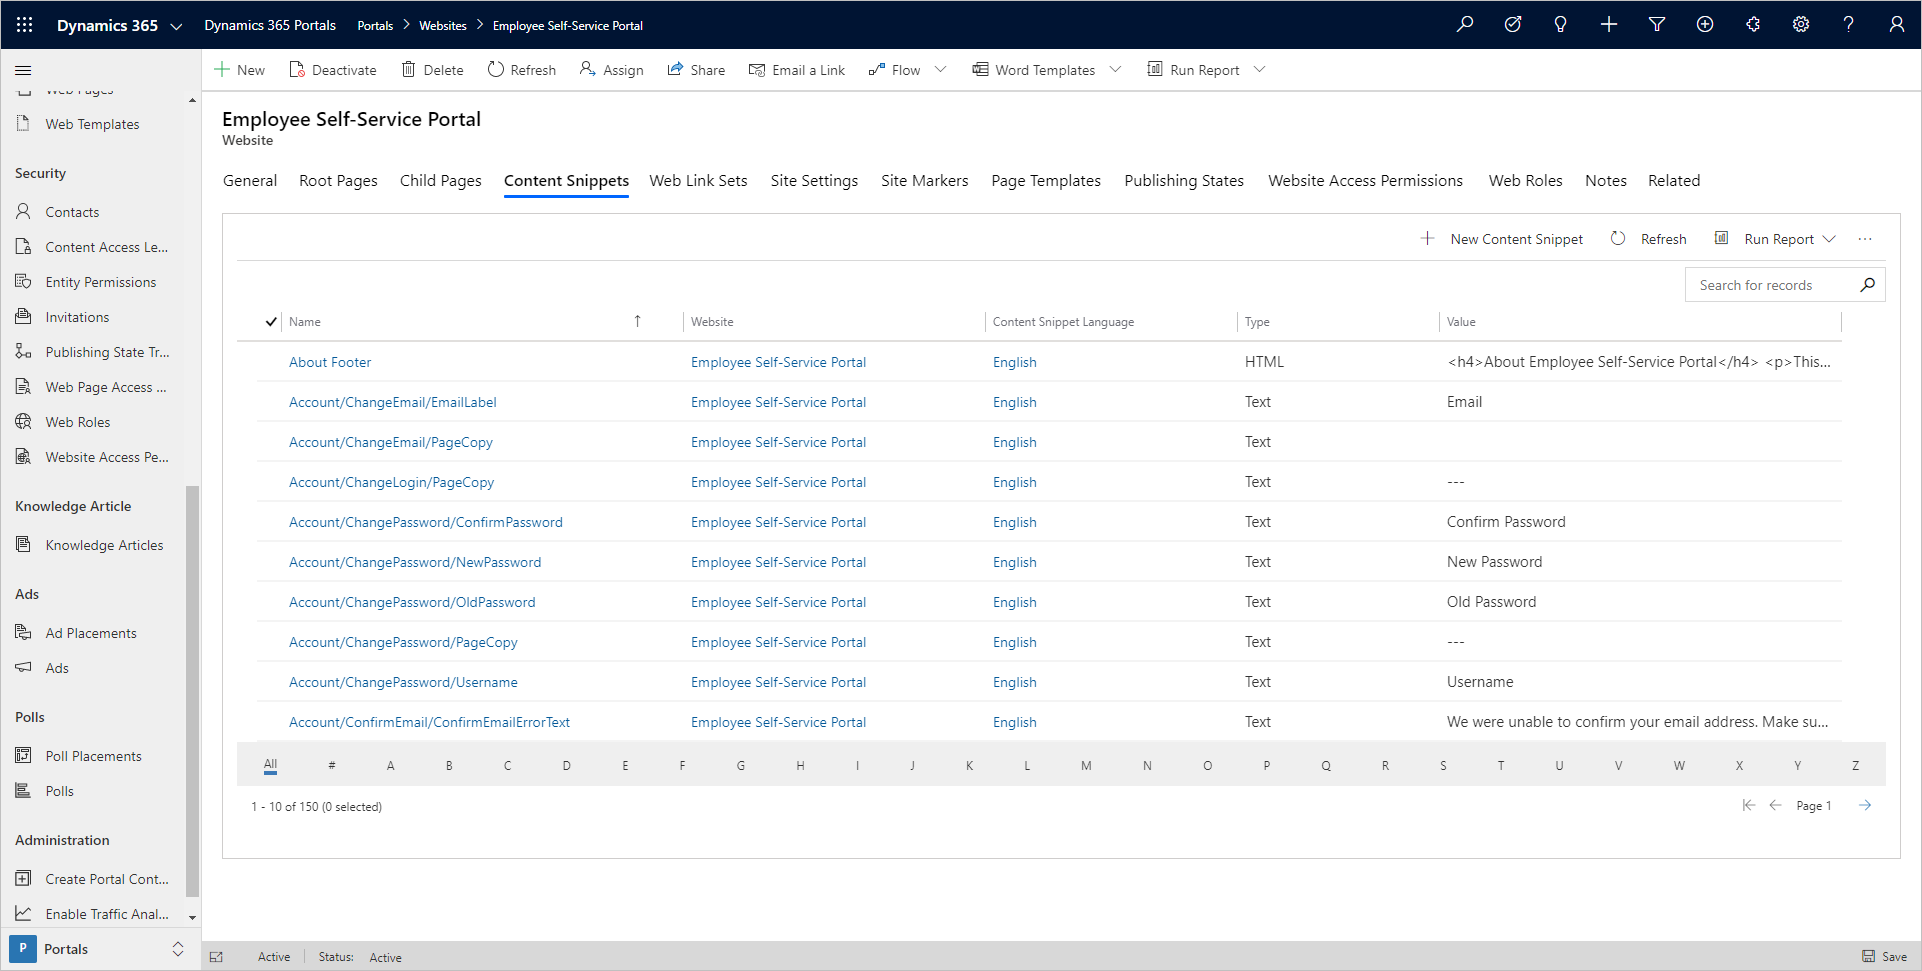 Dynamics 365 Dynamics 365 Portals Portals > Websites > Employee Self-Service Portal
New Deactivate Delete Refresh Assign Share Email a Link Flow Word Templates Run Report
Web Pages
Web Templates
Security
Contacts
Content Access Le...
Entity Permissions
Invitations
Publishing State Tr...
Web Page Access ...
Web Roles
Website Access Pe...
Knowledge Article
Knowledge Articles
Ads
Ad Placements
Ads
Polls
Poll Placements
Polls
Administration
Create Portal Cont...
Enable Traffic Anal...
P Portals
Employee Self-Service Portal
Website
General Root Pages Child Pages Content Snippets Web Link Sets Site Settings Site Markers Page Templates Publishing States Website Access Permissions Web Roles Notes Related
New Content Snippet Refresh Run Report ...
Search for records
Name Website Content Snippet Language Type Value
About Footer Employee Self-Service Portal English HTML <h4>About Employee Self-Service Portal</h4> <p>This...
Account/ChangeEmail/EmailLabel Employee Self-Service Portal English Text Email
Account/ChangeEmail/PageCopy Employee Self-Service Portal English Text
Account/ChangeLogin/PageCopy Employee Self-Service Portal English Text ---
Account/ChangePassword/ConfirmPassword Employee Self-Service Portal English Text Confirm Password
Account/ChangePassword/NewPassword Employee Self-Service Portal English Text New Password
Account/ChangePassword/OldPassword Employee Self-Service Portal English Text Old Password
Account/ChangePassword/PageCopy Employee Self-Service Portal English Text ---
Account/ChangePassword/Username Employee Self-Service Portal English Text Username
Account/ConfirmEmail/ConfirmEmailErrorText Employee Self-Service Portal English Text We were unable to confirm your email address. Make su...
All # A B C D E F G H I J K L M N O P Q R S T U V W X Y Z
1 - 10 of 150 (0 selected) Page 1
Active Status: Active Save